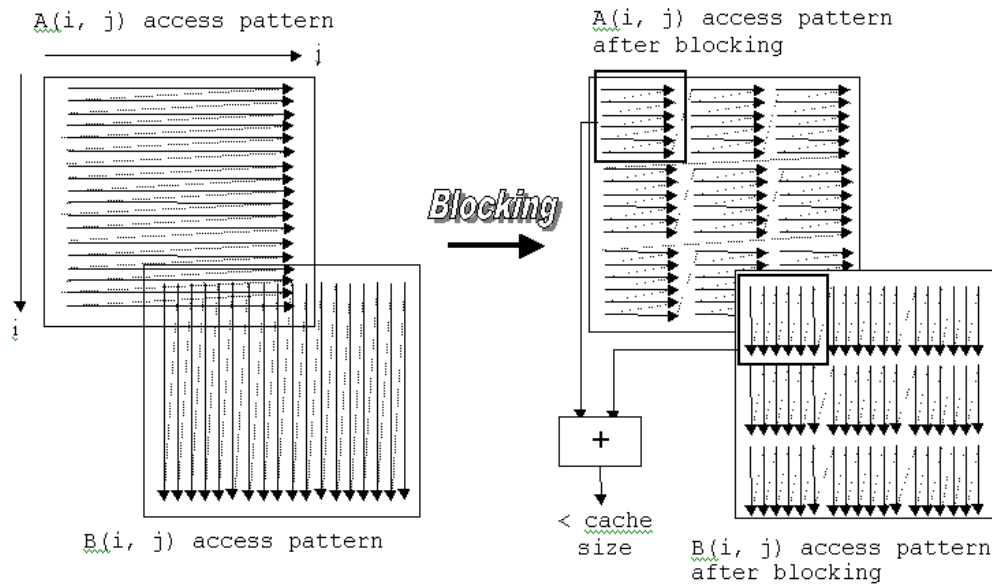 A(i, j) access pattern
j
i
B(i, j) access pattern
Blocking
A(i, j) access pattern
after blocking
+
< cache
size
B(i, j) access pattern
after blocking